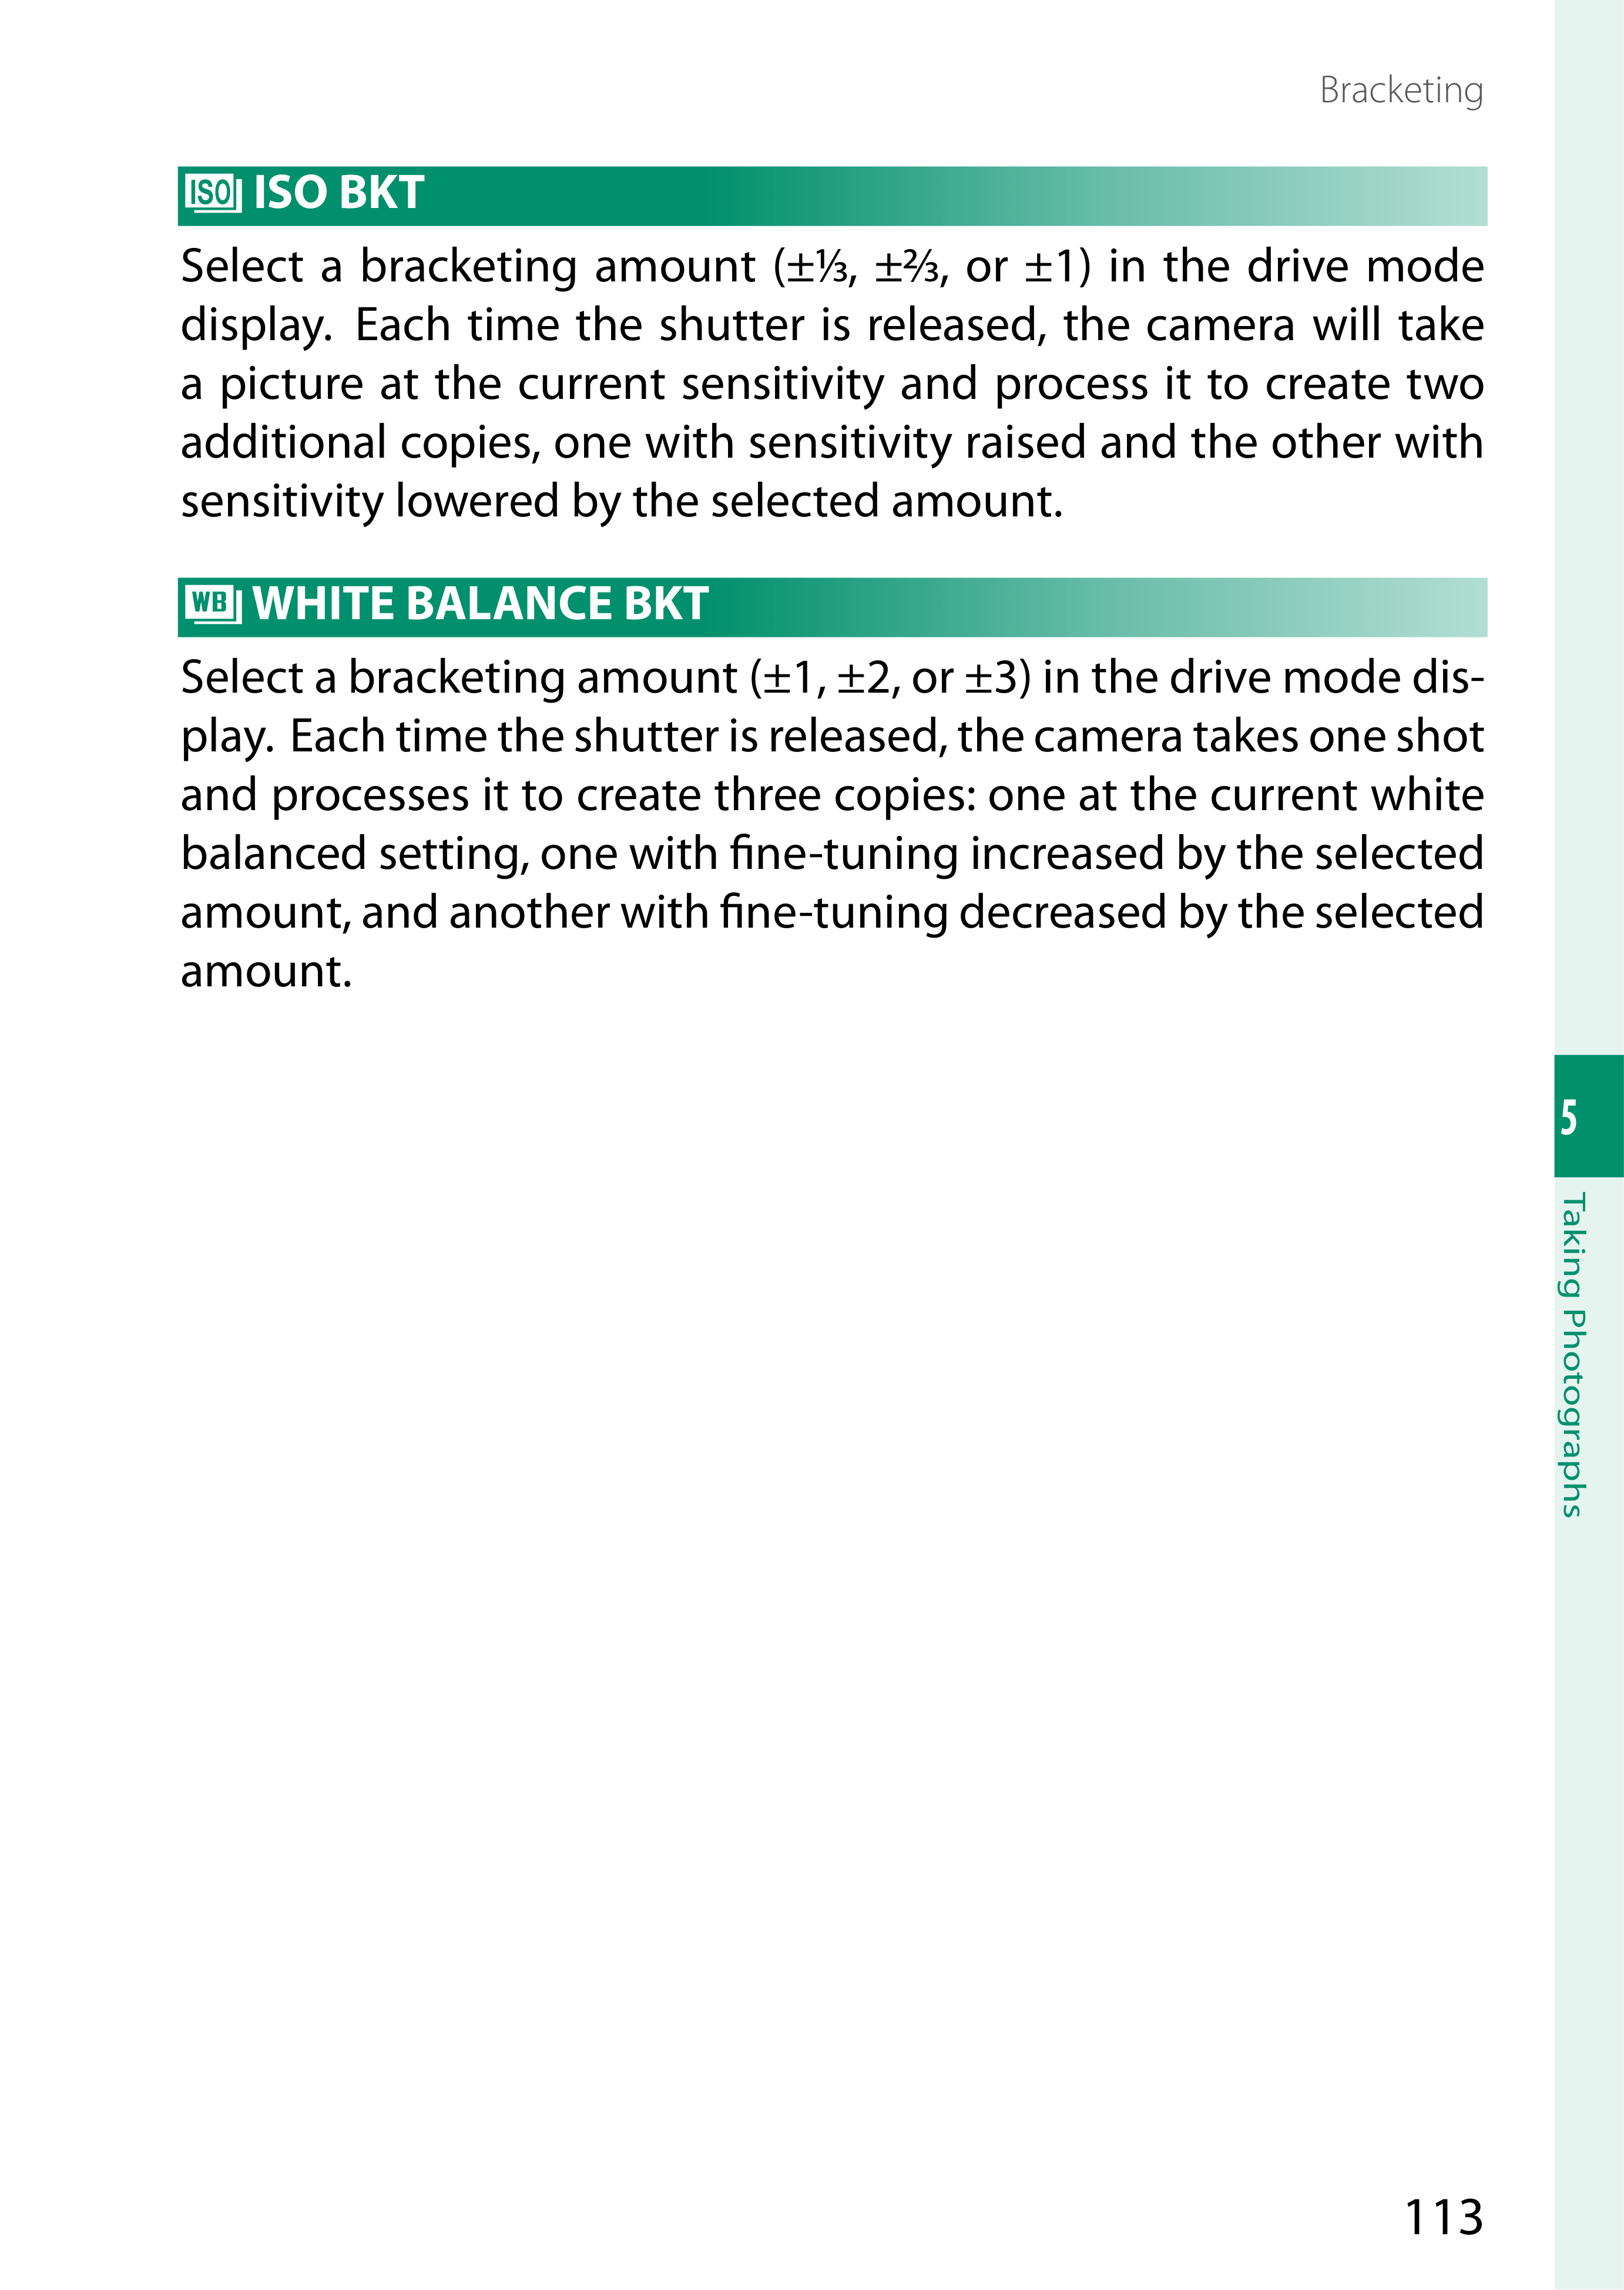 Bracketing
ISO ISO BKT
Select a bracketing amount (±⅓, ±⅔, or ±1) in the drive mode
display. Each time the shutter is released, the camera will take
a picture at the current sensitivity and process it to create two
additional copies, one with sensitivity raised and the other with
sensitivity lowered by the selected amount.
WB WHITE BALANCE BKT
Select a bracketing amount (±1, ±2, or ±3) in the drive mode dis-
play. Each time the shutter is released, the camera takes one shot
and processes it to create three copies: one at the current white
balanced setting, one with fine-tuning increased by the selected
amount, and another with fine-tuning decreased by the selected
amount.
5
Taking Photographs
113